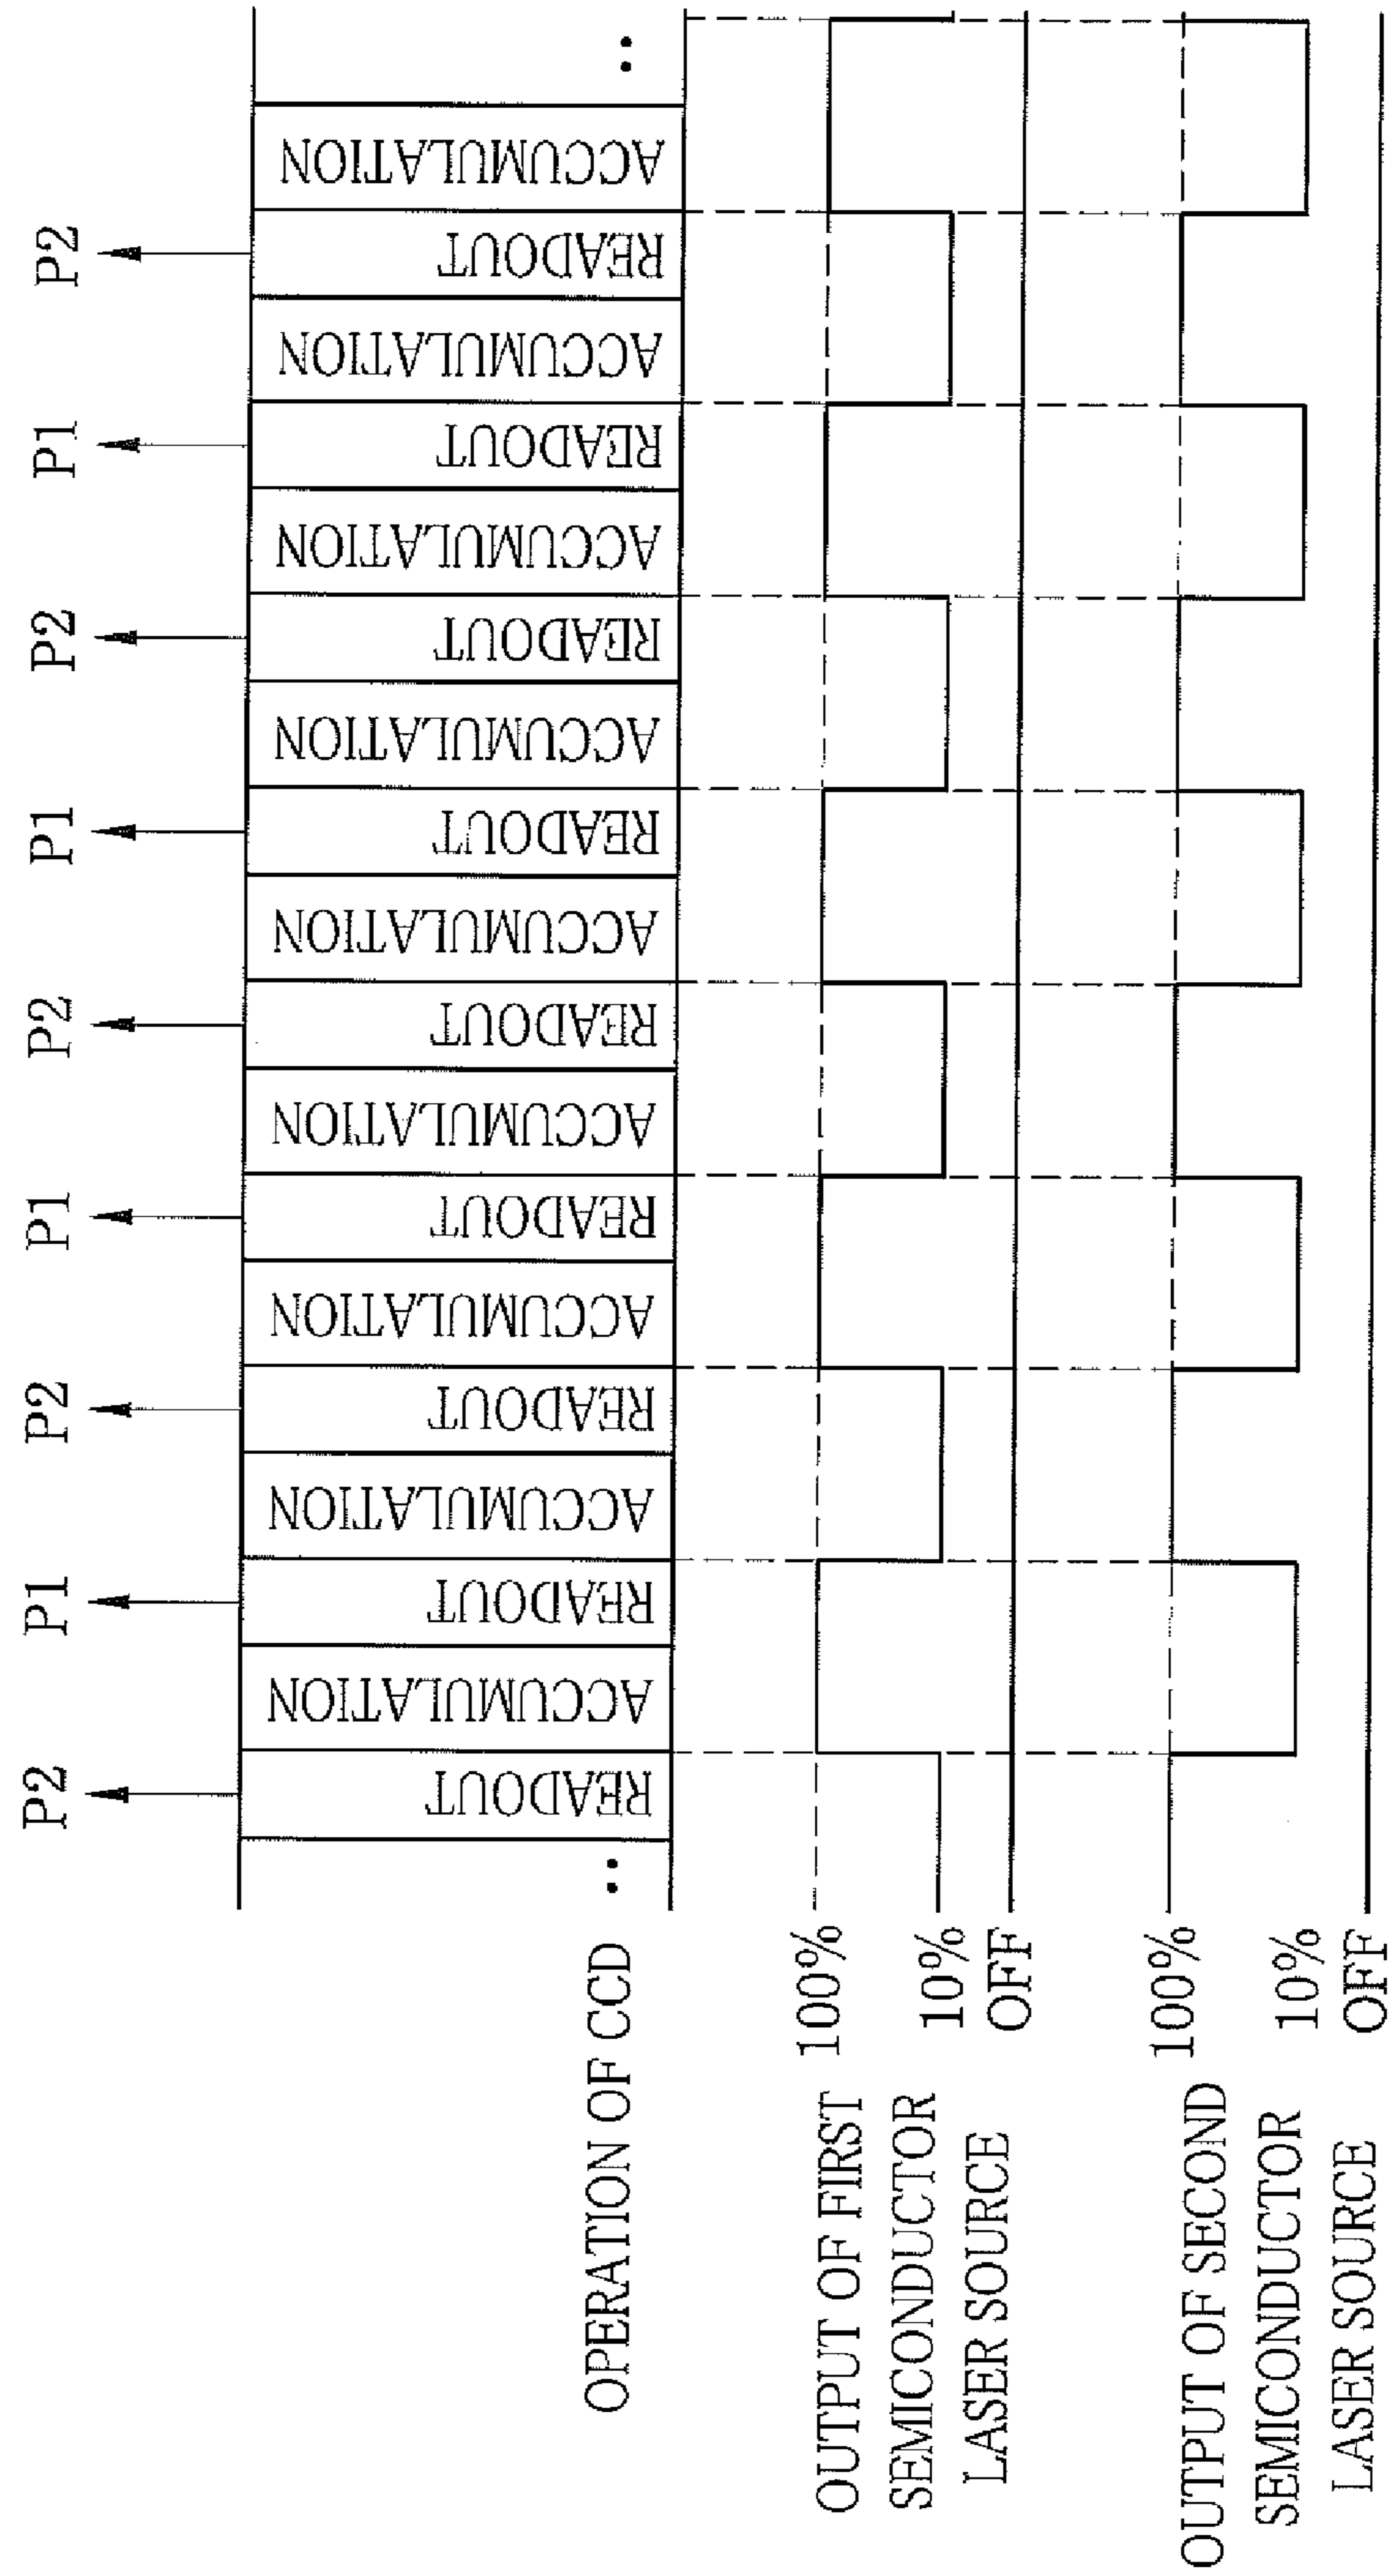 P2
P1
P2
P1
P2
P1
P2
P1
P2
OPERATION OF CCD
READOUT
ACCUMULATION
READOUT
ACCUMULATION
READOUT
ACCUMULATION
READOUT
ACCUMULATION
READOUT
ACCUMULATION
READOUT
ACCUMULATION
READOUT
ACCUMULATION
READOUT
ACCUMULATION
READOUT
ACCUMULATION
OUTPUT OF FIRST
SEMICONDUCTOR
LASER SOURCE
100%
10%
OFF
OUTPUT OF SECOND
SEMICONDUCTOR
LASER SOURCE
100%
10%
OFF